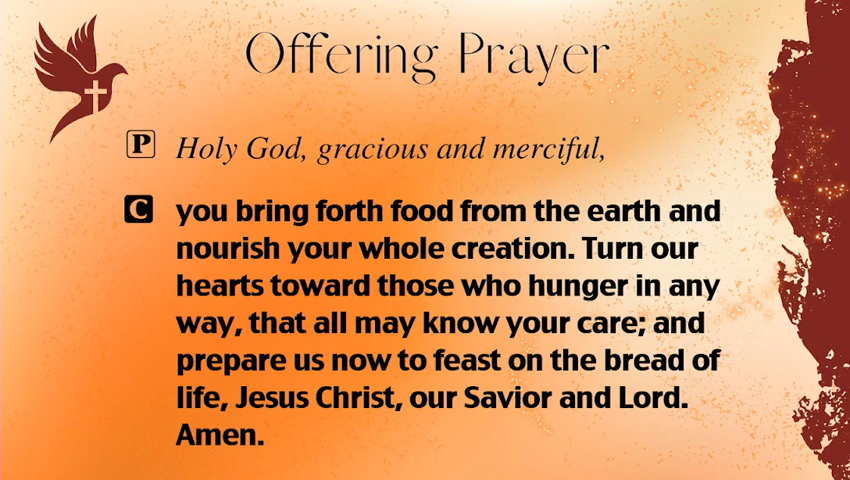 Offering Prayer
P Holy God, gracious and merciful,
C you bring forth food from the earth and
nourish your whole creation. Turn our
hearts toward those who hunger in any
way, that all may know your care; and
prepare us now to feast on the bread of
life, Jesus Christ, our Savior and Lord.
Amen.